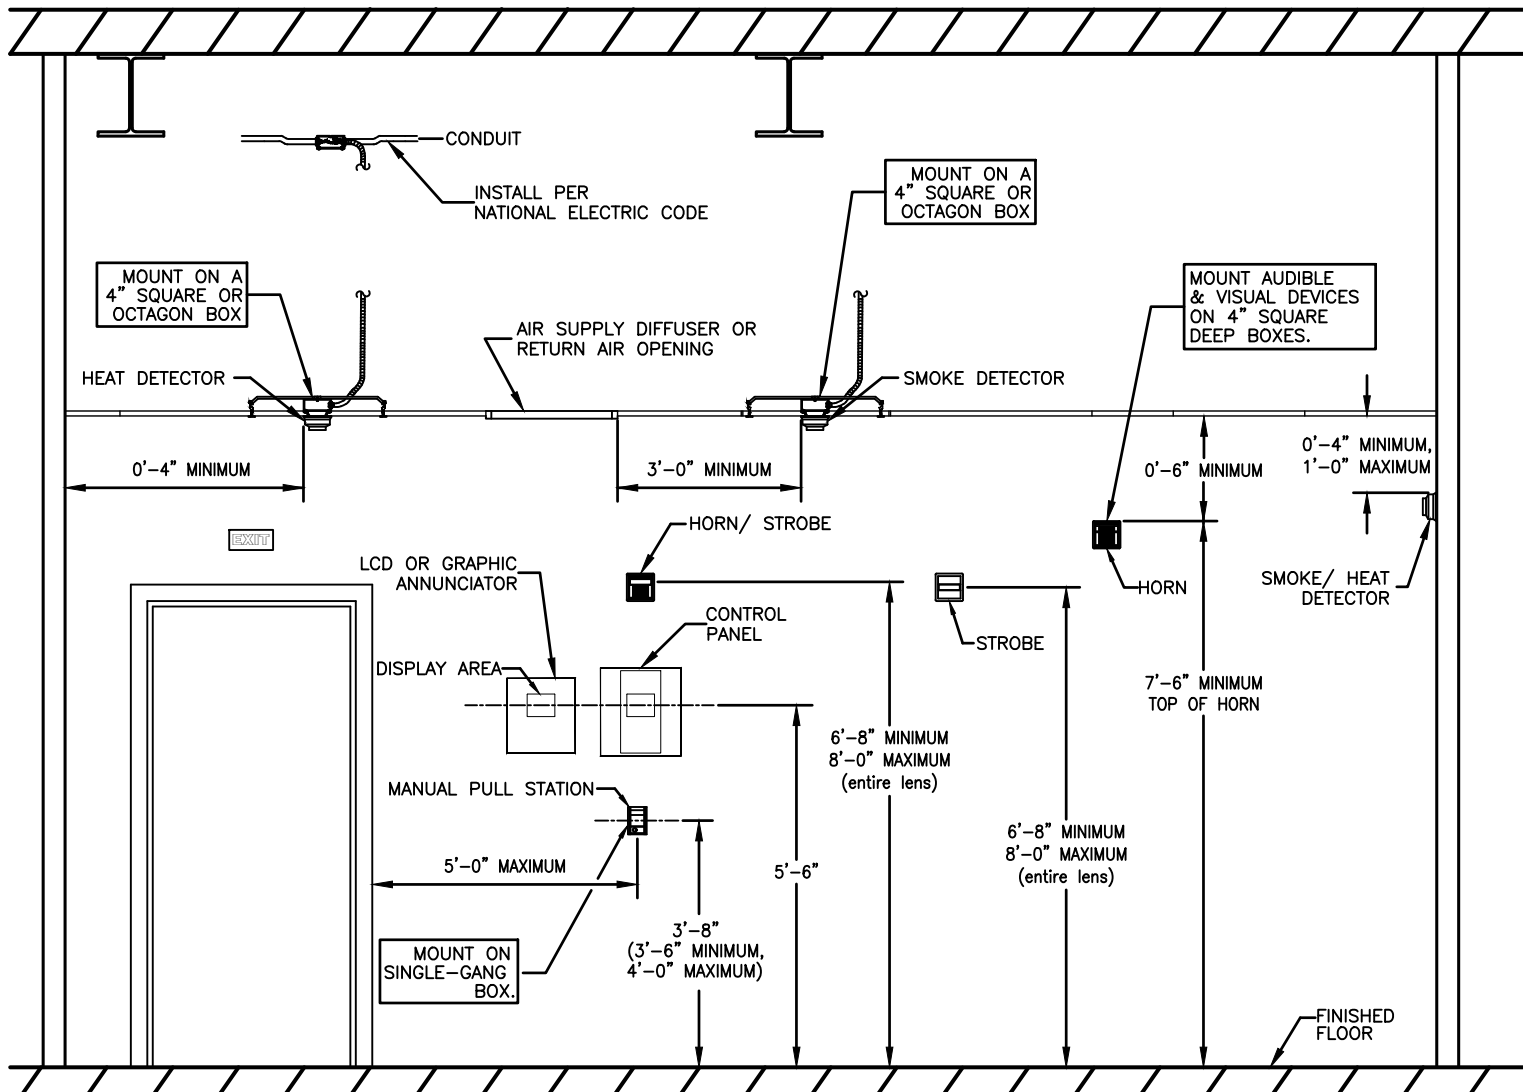 CONDUIT
INSTALL PER
NATIONAL ELECTRIC CODE
MOUNT ON A
4" SQUARE OR
OCTAGON BOX
MOUNT ON A
4" SQUARE OR
OCTAGON BOX
MOUNT AUDIBLE
& VISUAL DEVICES
ON 4" SQUARE
DEEP BOXES.
AIR SUPPLY DIFFUSER OR
RETURN AIR OPENING
HEAT DETECTOR
SMOKE DETECTOR
0'-4" MINIMUM
3'-0" MINIMUM
0'-6" MINIMUM
0'-4" MINIMUM,
1'-0" MAXIMUM
EXIT
HORN/ STROBE
LCD OR GRAPHIC
ANNUNCIATOR
HORN
SMOKE/ HEAT
DETECTOR
CONTROL
PANEL
STROBE
DISPLAY AREA
7'-6" MINIMUM
TOP OF HORN
6'-8" MINIMUM
8'-0" MAXIMUM
(entire lens)
MANUAL PULL STATION
6'-8" MINIMUM
8'-0" MAXIMUM
(entire lens)
5'-0" MAXIMUM
5'-6"
3'-8"
(3'-6" MINIMUM,
4'-0" MAXIMUM)
MOUNT ON
SINGLE-GANG
BOX.
FINISHED
FLOOR